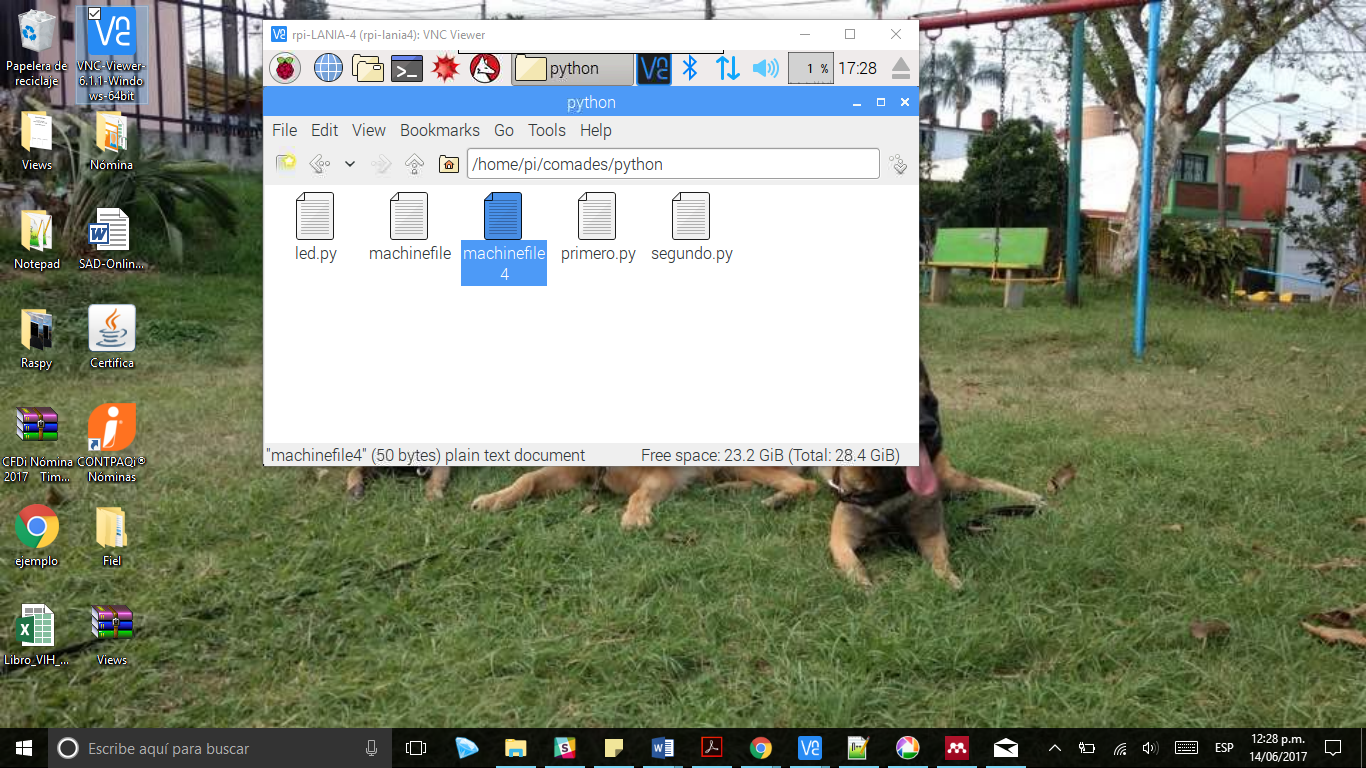 Papelera de
reciclaje
VNC-Viewer-
6.1.1-Windo
ws-64bit
Views
Nómina
Notepad
SAD-Onlin...
Raspy
Certifica
CFDi Nómina
2017 Tim...
CONTPAQi®
Nóminas
ejemplo
Fiel
Libro_VIH_...
Views
rpi-LANIA-4 (rpi-lania4): VNC Viewer
python
1 %
17:28
python
File Edit View Bookmarks Go Tools Help
/home/pi/comades/python
led.py
machinefile
machinefile
4
primero.py
segundo.py
"machinefile4" (50 bytes) plain text document
Free space: 23.2 GiB (Total: 28.4 GiB)
Escribe aquí para buscar
ESP
12:28 p.m.
14/06/2017